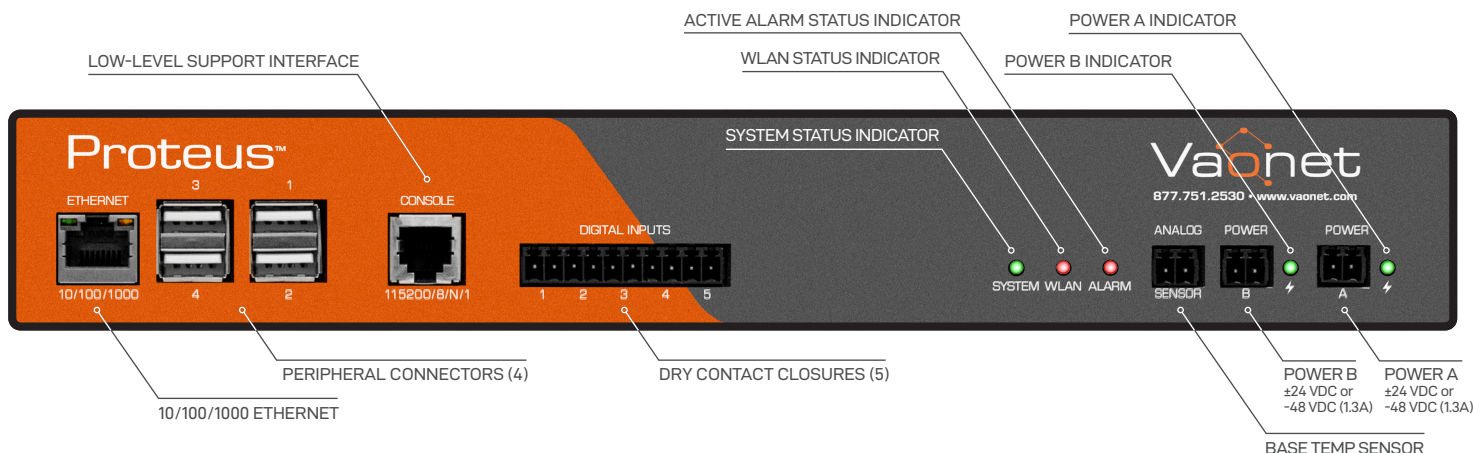 ACTIVE ALARM STATUS INDICATOR
POWER A INDICATOR
LOW-LEVEL SUPPORT INTERFACE
WLAN STATUS INDICATOR
POWER B INDICATOR
SYSTEM STATUS INDICATOR
Proteus™
Vaonet
877.751.2530 • www.vaonet.com
3 1
ETHERNET
CONSOLE
DIGITAL INPUTS
ANALOG
POWER
POWER
10/100/1000
4 2
115200/8/N/1
1 2 3 4 5
SYSTEM WLAN ALARM
SENSOR
B
A
PERIPHERAL CONNECTORS (4)
DRY CONTACT CLOSURES (5)
10/100/1000 ETHERNET
POWER B
±24 VDC or
-48 VDC (1.3A)
POWER A
±24 VDC or
-48 VDC (1.3A)
BASE TEMP SENSOR